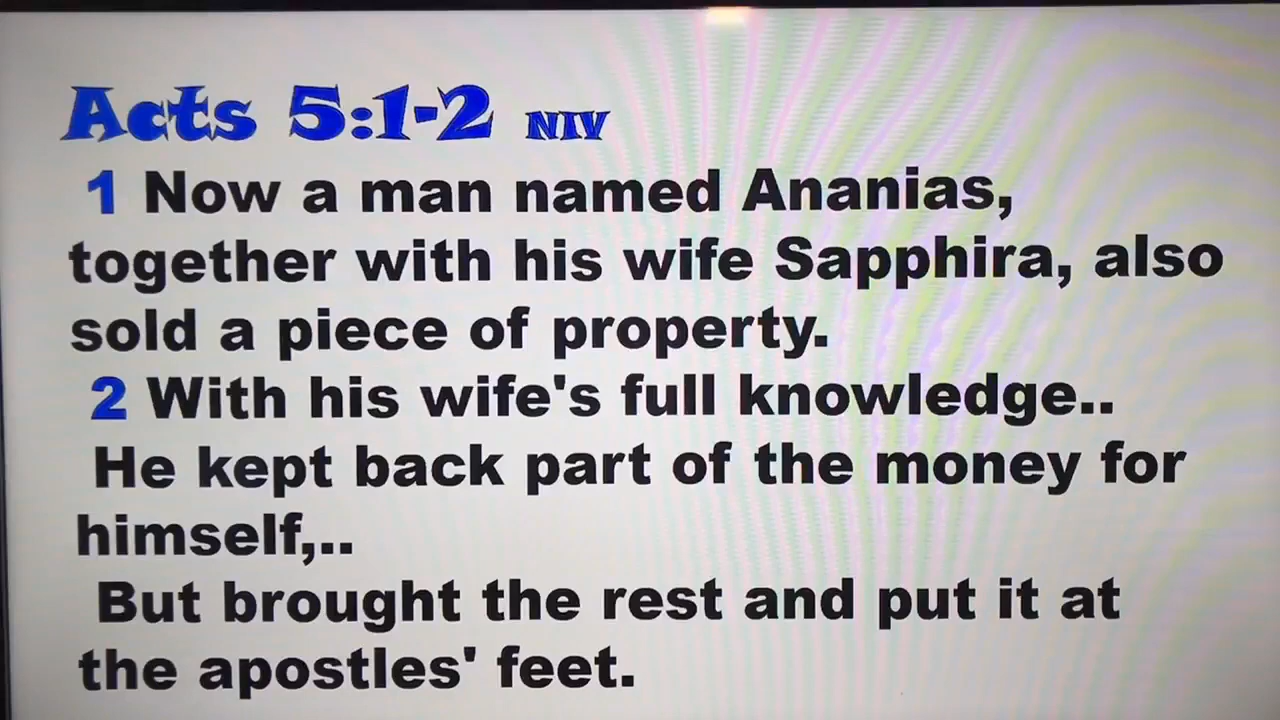 Acts 5:1-2 NIV
1 Now a man named Ananias,
together with his wife Sapphira, also
sold a piece of property.
2 With his wife's full knowledge..
He kept back part of the money for
himself,..
But brought the rest and put it at
the apostles' feet.